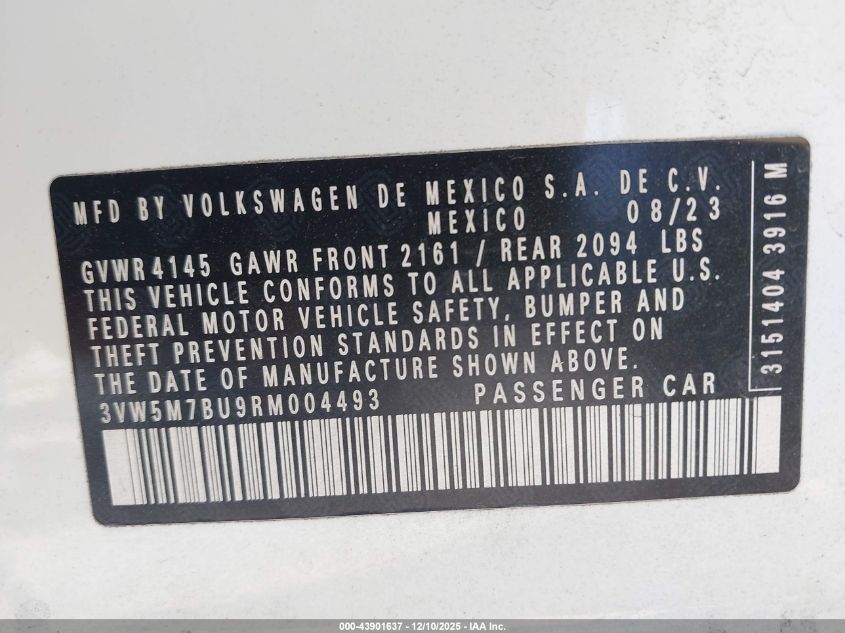 MFD BY VOLKSWAGEN DE MEXICO S.A. DE C.V.
MEXICO 08/23
GVWR 4145 GAWR FRONT 2161 / REAR 2094 LBS
THIS VEHICLE CONFORMS TO ALL APPLICABLE U.S.
FEDERAL MOTOR VEHICLE SAFETY, BUMPER AND
THEFT PREVENTION STANDARDS IN EFFECT ON
THE DATE OF MANUFACTURE SHOWN ABOVE.
3VW5M7BU9RM004493 PASSENGER CAR
3151404 3916 M
000-43901637 - 12/10/2025 - IAA Inc.